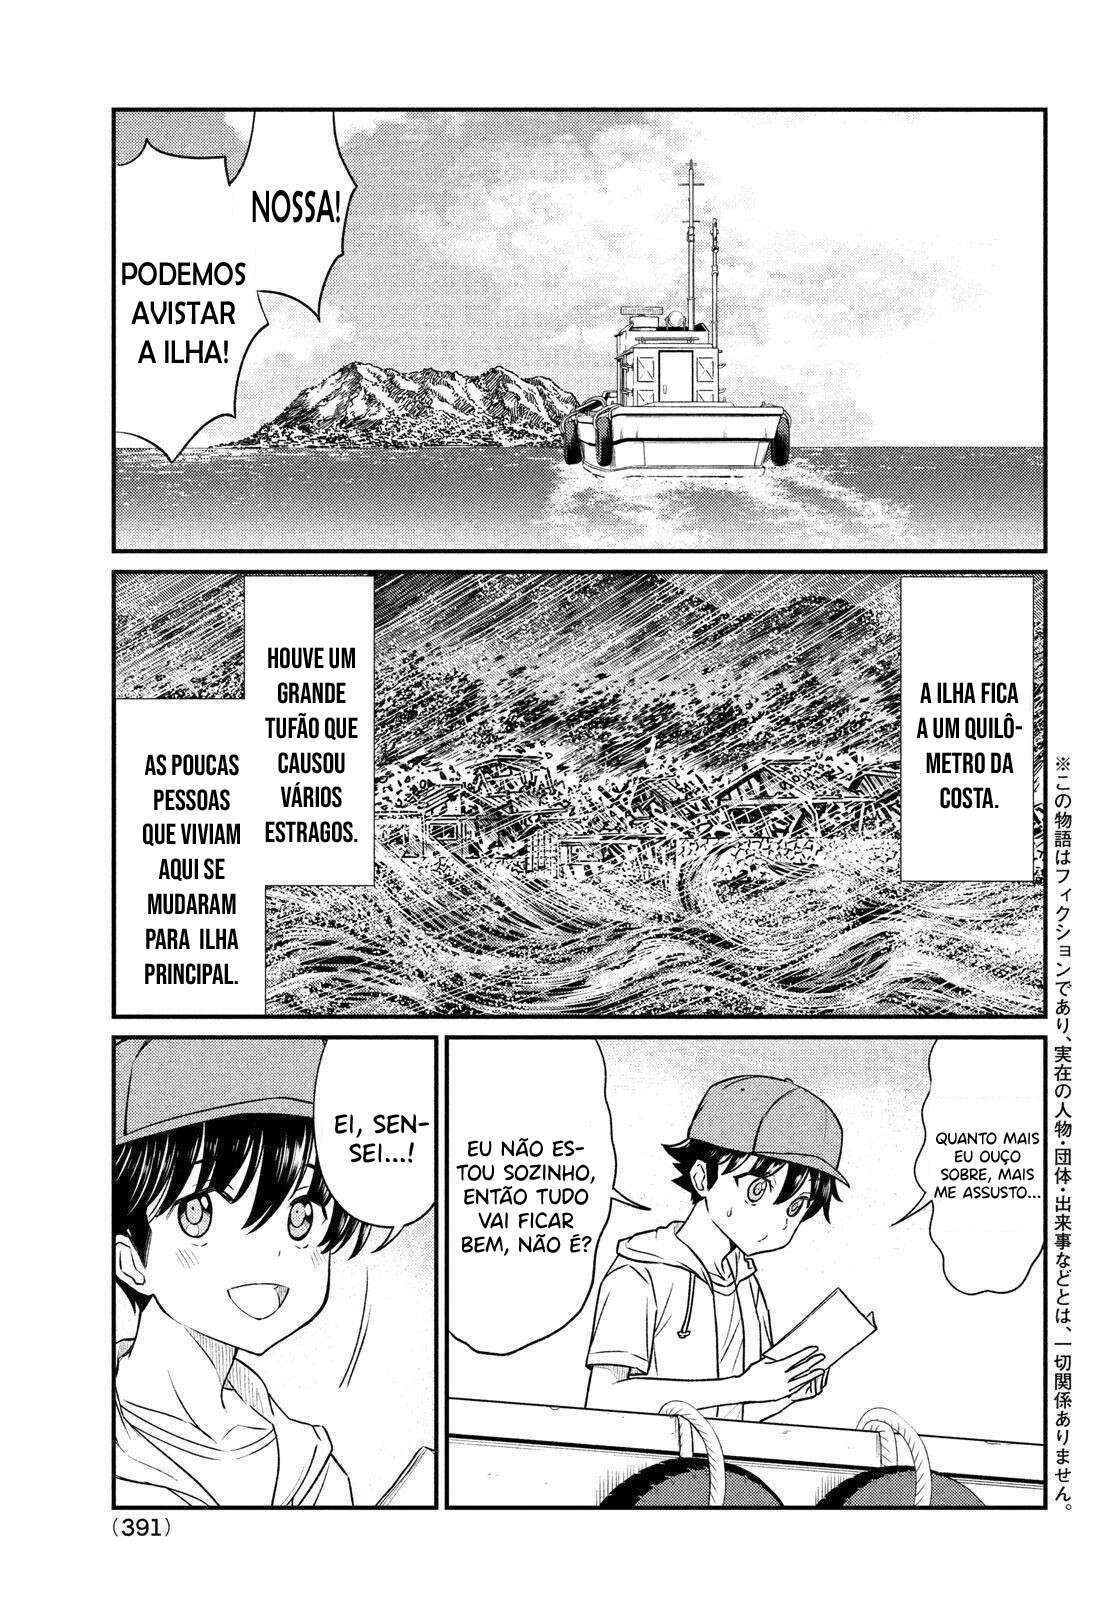 NOSSA!
PODEMOS
AVISTAR
A ILHA!
A ILHA FICA
A UM QUILÔ-
METRO DA
COSTA.
HOUVE UM
GRANDE
TUFÃO QUE
CAUSOU
VÁRIOS
ESTRAGOS.
AS POUCAS
PESSOAS
QUE VIVIAM
AQUI SE
MUDARAM
PARA ILHA
PRINCIPAL.
QUANTO MAIS
EU OUÇO
SOBRE, MAIS
ME ASSUSTO...
EU NÃO ES-
TOU SOZINHO,
ENTÃO TUDO
VAI FICAR
BEM, NÃO É?
EI, SEN-
SEI...!
※この物語はフィクションであり、実在の人物・団体・出来事などとは、一切関係ありません。
(391)